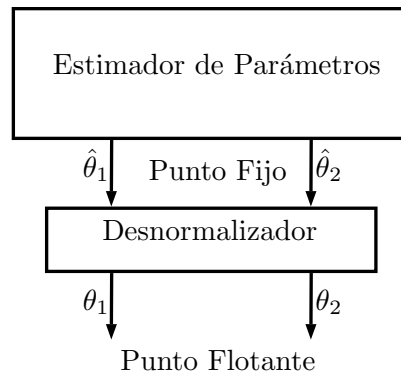 Estimador de Parámetros
θ̂₁ Punto Fijo θ̂₂
Desnormalizador
θ₁ θ₂
Punto Flotante